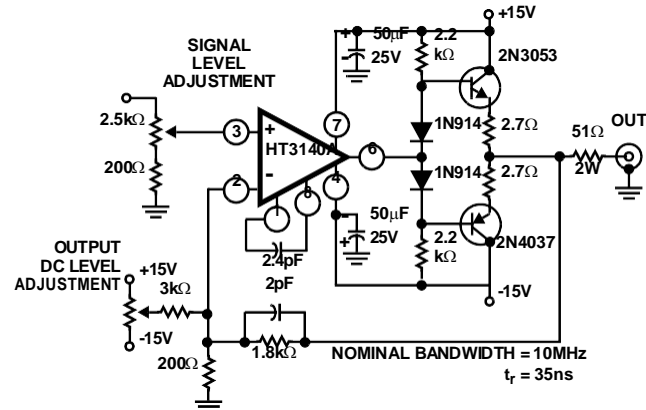 +15V
50μF
25V
2.2
kΩ
2N3053
SIGNAL
LEVEL
ADJUSTMENT
2.5kΩ
200Ω
3
+
HT3140A
-
2
7
6
4
8
1
1N914
1N914
2.7Ω
2.7Ω
OUT
51Ω
2W
2.4pF
50μF
25V
2.2
kΩ
2N4037
-15V
OUTPUT
DC LEVEL
ADJUSTMENT
+15V
3kΩ
-15V
200Ω
2pF
1.8kΩ
NOMINAL BANDWIDTH = 10MHz
tr = 35ns